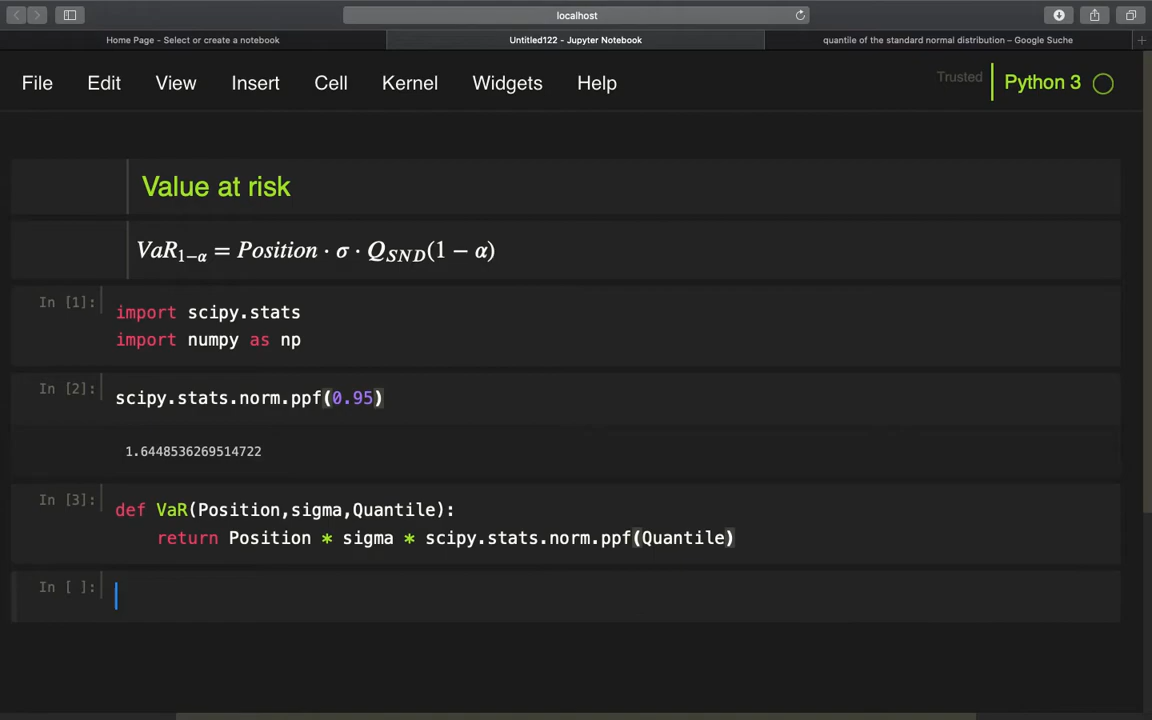 localhost
Home Page - Select or create a notebook
Untitled122 - Jupyter Notebook
quantile of the standard normal distribution – Google Suche
File Edit View Insert Cell Kernel Widgets Help
Trusted
Python 3
Value at risk
VaR₁₋α = Position · σ · Q_SND(1 − α)
In [1]:
import scipy.stats
import numpy as np
In [2]:
scipy.stats.norm.ppf(0.95)
1.6448536269514722
In [3]:
def VaR(Position,sigma,Quantile):
    return Position * sigma * scipy.stats.norm.ppf(Quantile)
In [ ]: